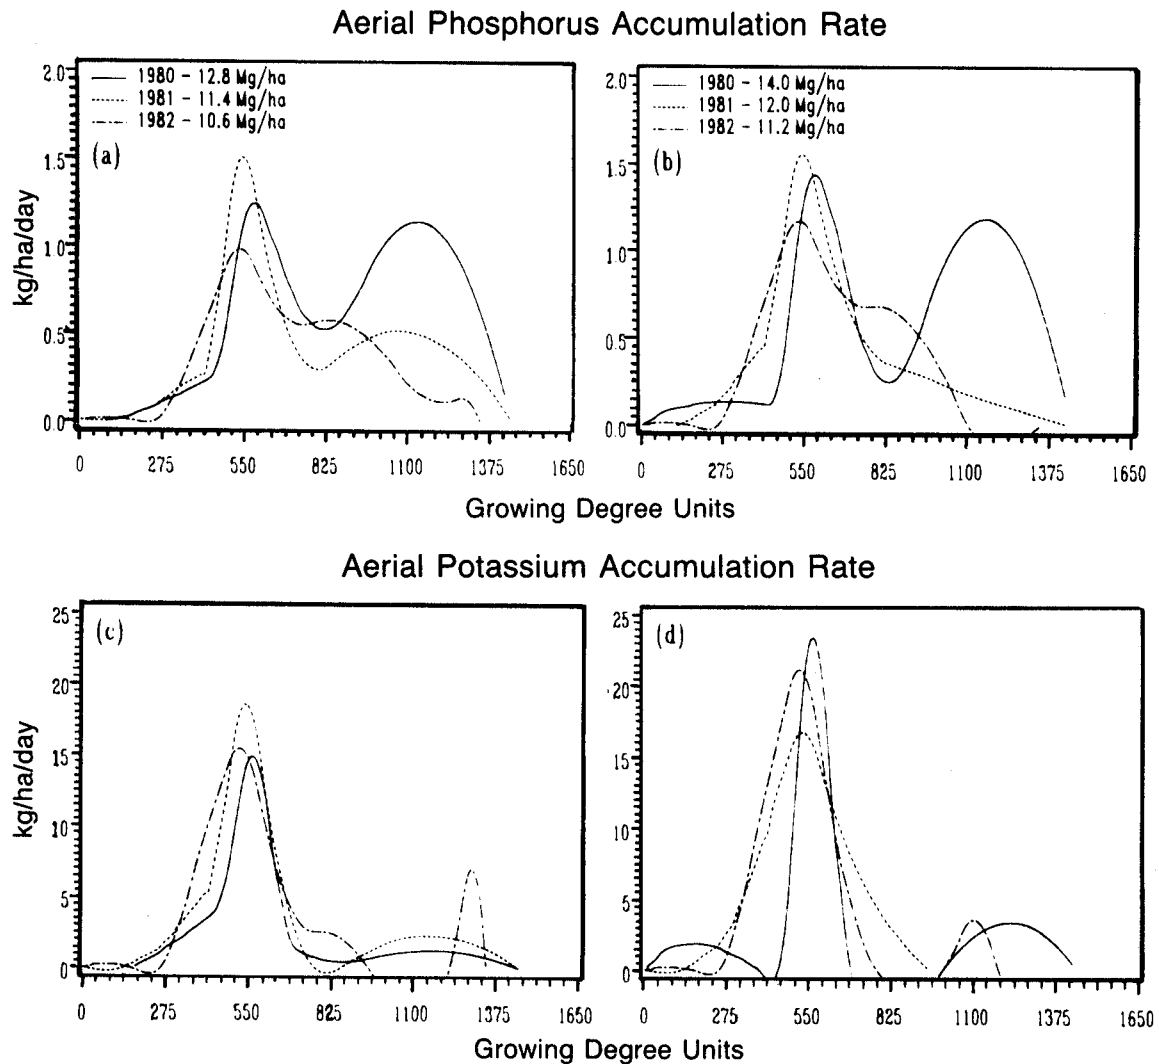 Aerial Phosphorus Accumulation Rate
2.0
1.5
1.0
0.5
0.0
kg/ha/day
1980 - 12.8 Mg/ha
1981 - 11.4 Mg/ha
1982 - 10.6 Mg/ha
(a)
0 275 550 825 1100 1375 1650
2.0
1.5
1.0
0.5
0.0
1980 - 14.0 Mg/ha
1981 - 12.0 Mg/ha
1982 - 11.2 Mg/ha
(b)
0 275 550 825 1100 1375 1650
Growing Degree Units
Aerial Potassium Accumulation Rate
25
20
15
10
5
0
kg/ha/day
(c)
0 275 550 825 1100 1375 1650
25
20
15
10
5
0
(d)
0 275 550 825 1100 1375 1650
Growing Degree Units